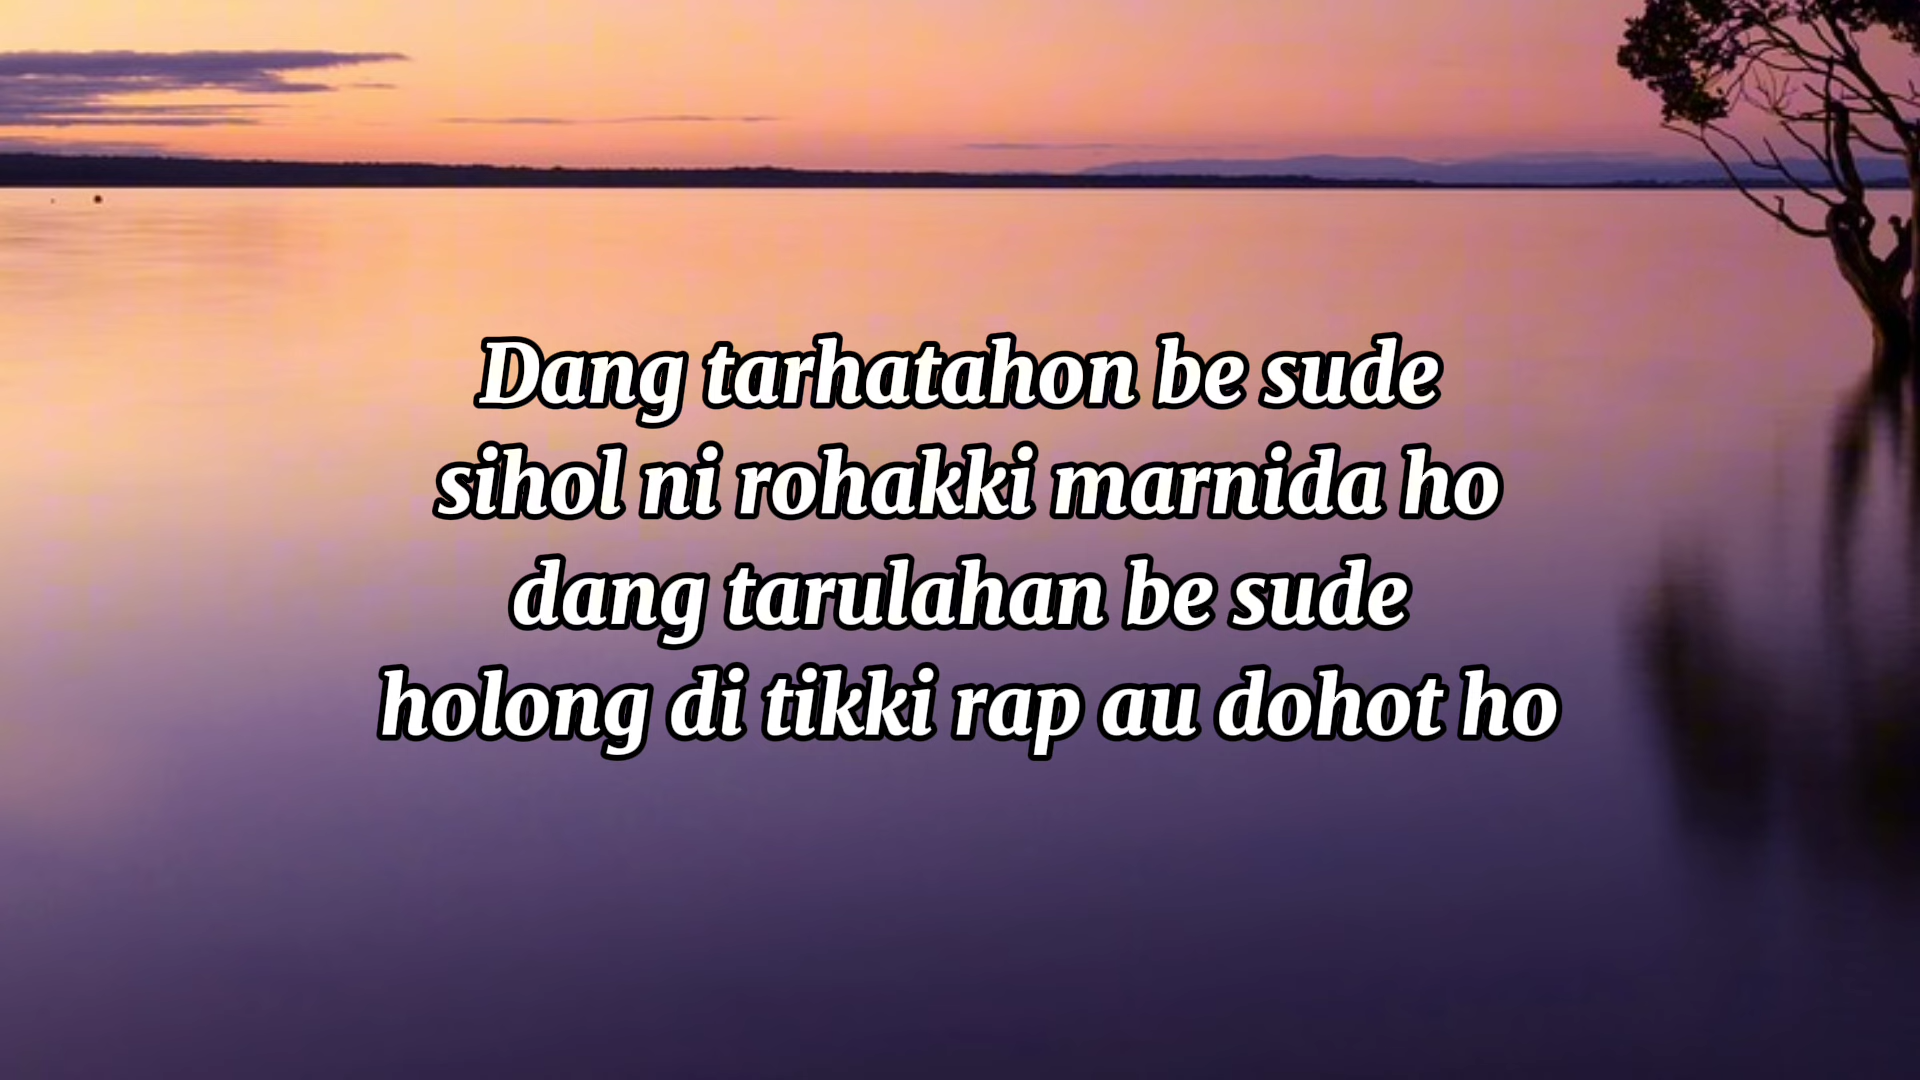 Dang tarhatahon be sude
sihol ni rohakki marnida ho
dang tarulahan be sude
holong di tikki rap au dohot ho